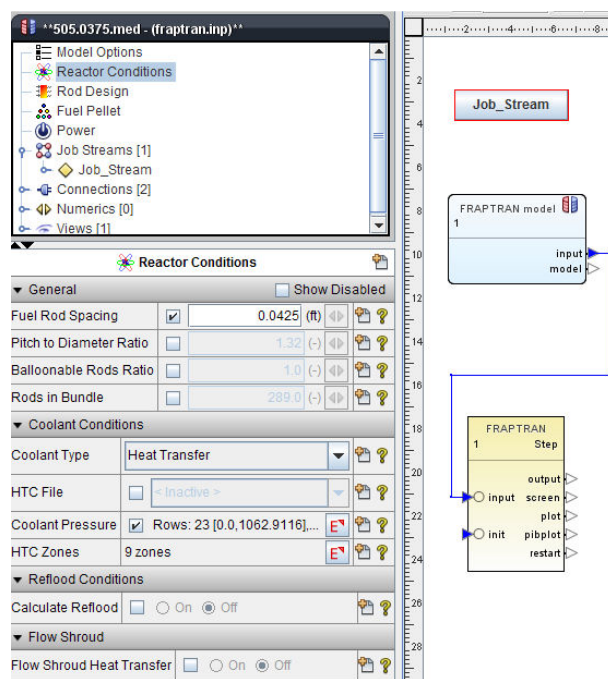 **505.0375.med - (fraptran.inp)**
Model Options
Reactor Conditions
Rod Design
Fuel Pellet
Power
Job Streams [1]
Job_Stream
Connections [2]
Numerics [0]
Views [1]
Reactor Conditions
General Show Disabled
Fuel Rod Spacing 0.0425 (ft)
Pitch to Diameter Ratio 1.32 (-)
Balloonable Rods Ratio 1.0 (-)
Rods in Bundle 289.0 (-)
Coolant Conditions
Coolant Type Heat Transfer
HTC File < Inactive >
Coolant Pressure Rows: 23 [0.0,1062.9116],... E
HTC Zones 9 zones E
Reflood Conditions
Calculate Reflood On Off
Flow Shroud
Flow Shroud Heat Transfer On Off
2 4 6 8
2
4
6
8
10
12
14
16
18
20
22
24
26
28
Job_Stream
FRAPTRAN model
1
input
model
FRAPTRAN
1 Step
output
input screen
plot
init pibplot
restart